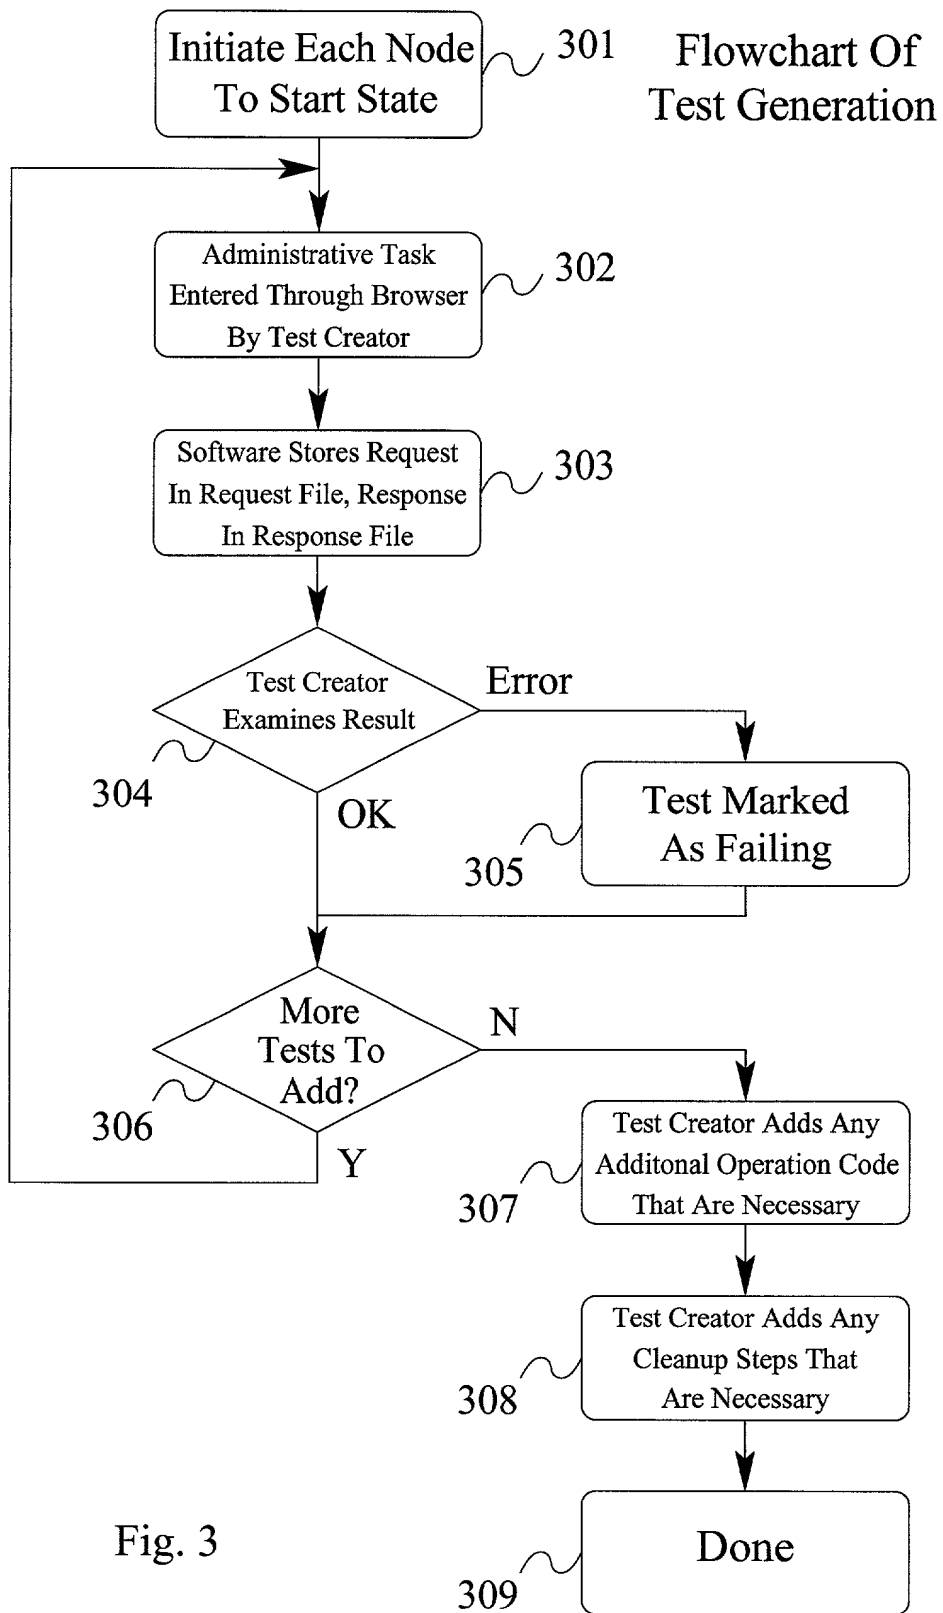 Initiate Each Node
To Start State
301
Flowchart Of
Test Generation
Administrative Task
Entered Through Browser
By Test Creator
302
Software Stores Request
In Request File, Response
In Response File
303
Test Creator
Examines Result
304
Error
OK
Test Marked
As Failing
305
More
Tests To
Add?
306
N
Y
Test Creator Adds Any
Additonal Operation Code
That Are Necessary
307
Test Creator Adds Any
Cleanup Steps That
Are Necessary
308
Done
309
Fig. 3